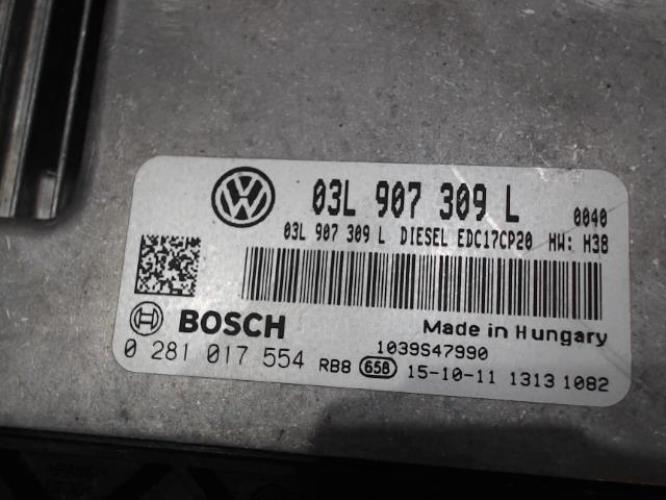 03L 907 309 L 0040
03L 907 309 L DIESEL EDC17CP20 HW: H38
BOSCH
Made in Hungary
1039S47990
0 281 017 554 RB8 658 15-10-11 1313 1082